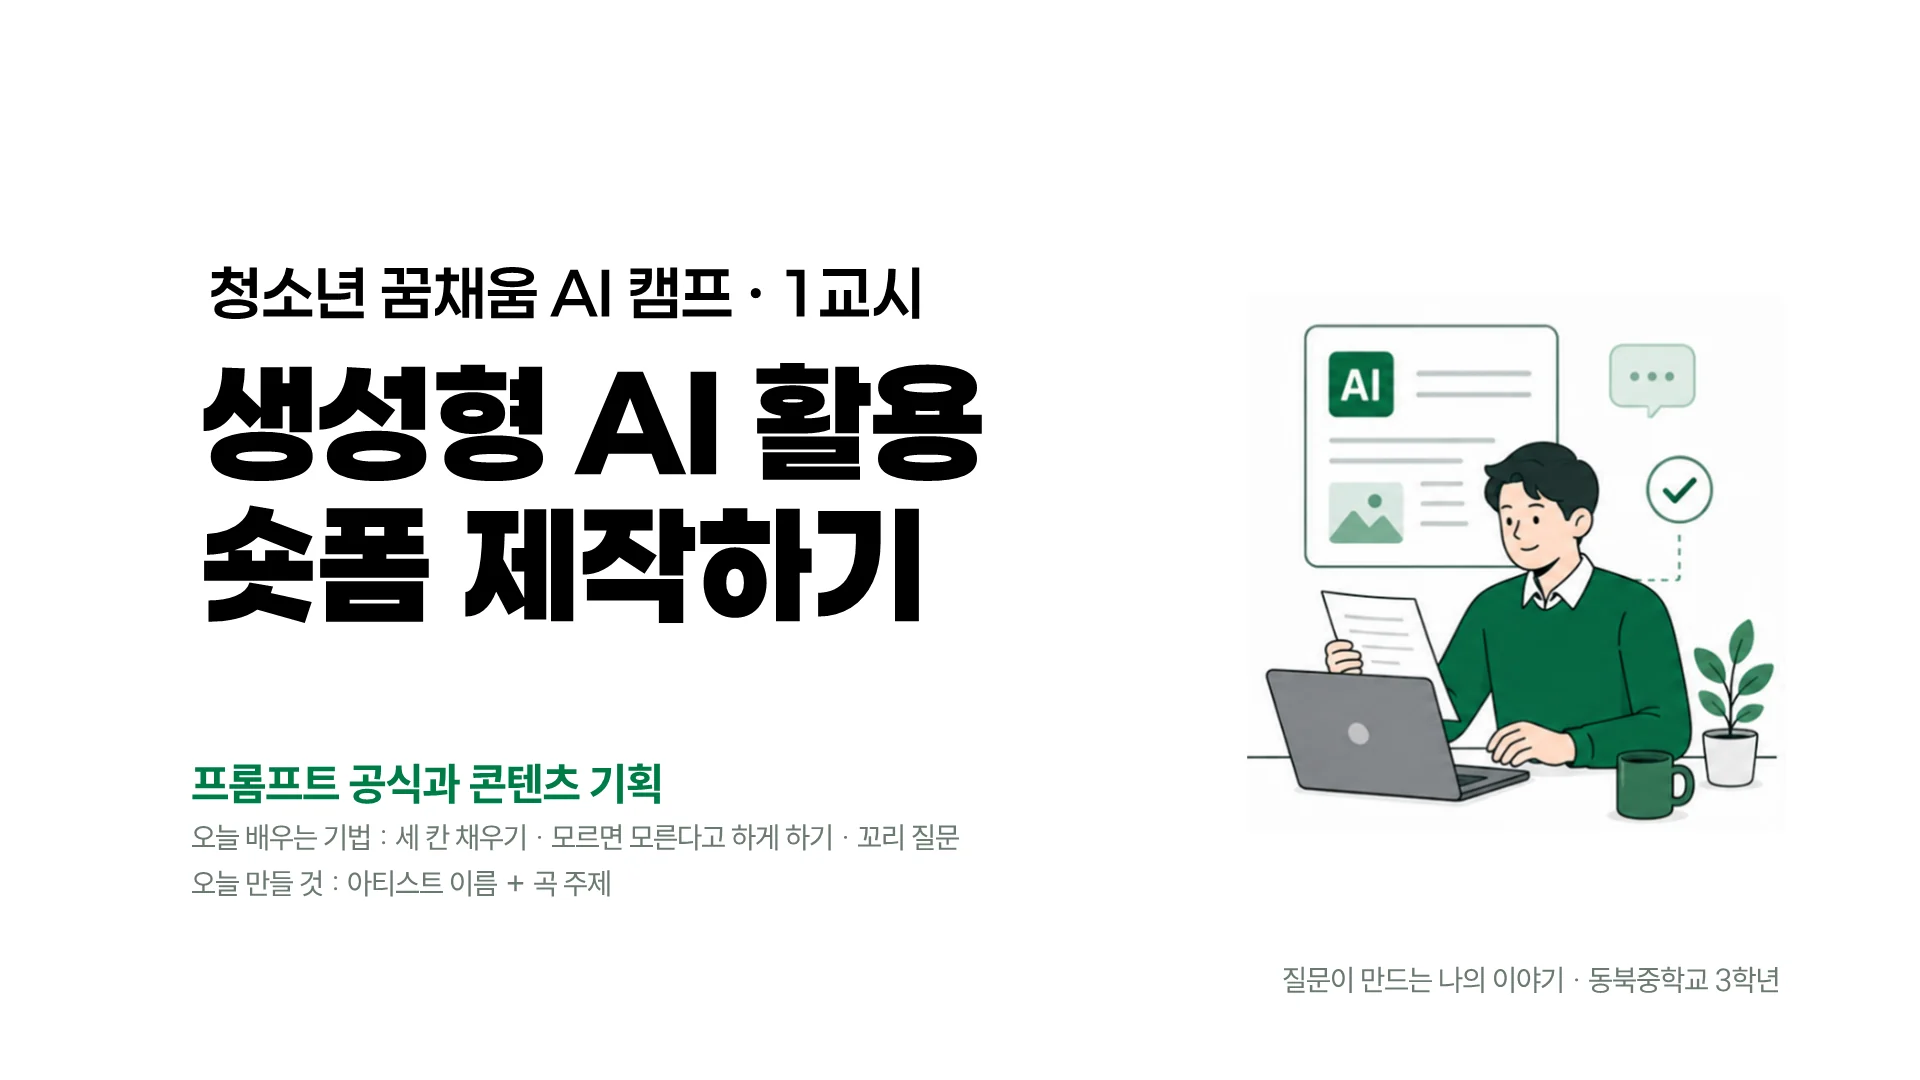 청소년 꿈채움 AI 캠프 · 1교시
생성형 AI 활용
숏폼 제작하기
AI
프롬프트 공식과 콘텐츠 기획
오늘 배우는 기법 : 세 칸 채우기 · 모르면 모른다고 하게 하기 · 꼬리 질문
오늘 만들 것 : 아티스트 이름 + 곡 주제
질문이 만드는 나의 이야기 · 동북중학교 3학년